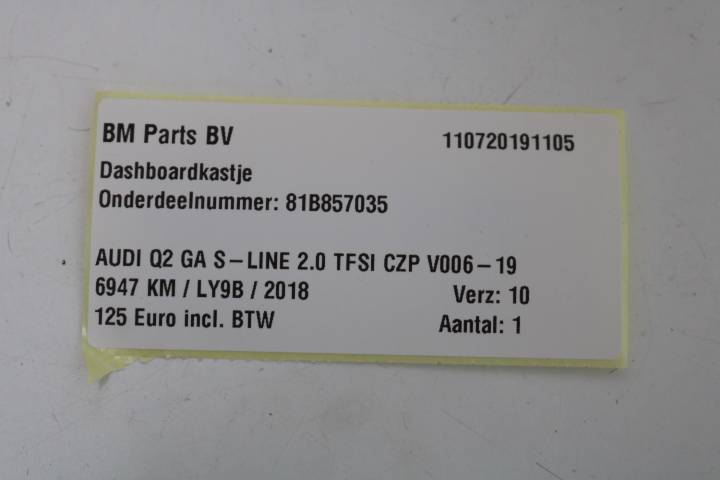 BM Parts BV 110720191105
Dashboardkastje
Onderdeelnummer: 81B857035
AUDI Q2 GA S-LINE 2.0 TFSI CZP V006-19
6947 KM / LY9B / 2018 Verz: 10
125 Euro incl. BTW Aantal: 1